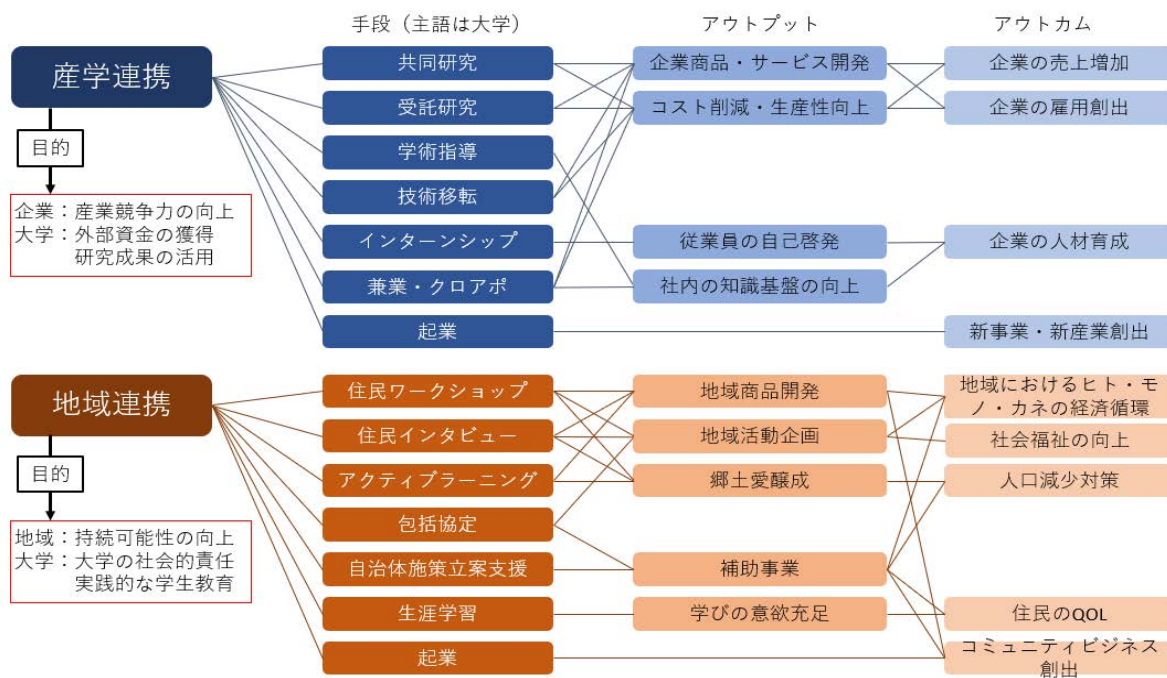 手段（主語は大学）
アウトプット
アウトカム
産学連携
目的
企業：産業競争力の向上
大学：外部資金の獲得
研究成果の活用
共同研究
受託研究
学術指導
技術移転
インターンシップ
兼業・クロアポ
起業
企業商品・サービス開発
コスト削減・生産性向上
従業員の自己啓発
社内の知識基盤の向上
企業の売上増加
企業の雇用創出
企業の人材育成
新事業・新産業創出
地域連携
目的
地域：持続可能性の向上
大学：大学の社会的責任
実践的な学生教育
住民ワークショップ
住民インタビュー
アクティブラーニング
包括協定
自治体施策立案支援
生涯学習
起業
地域商品開発
地域活動企画
郷土愛醸成
補助事業
学びの意欲充足
地域におけるヒト・モ
ノ・カネの経済循環
社会福祉の向上
人口減少対策
住民のQOL
コミュニティビジネス
創出